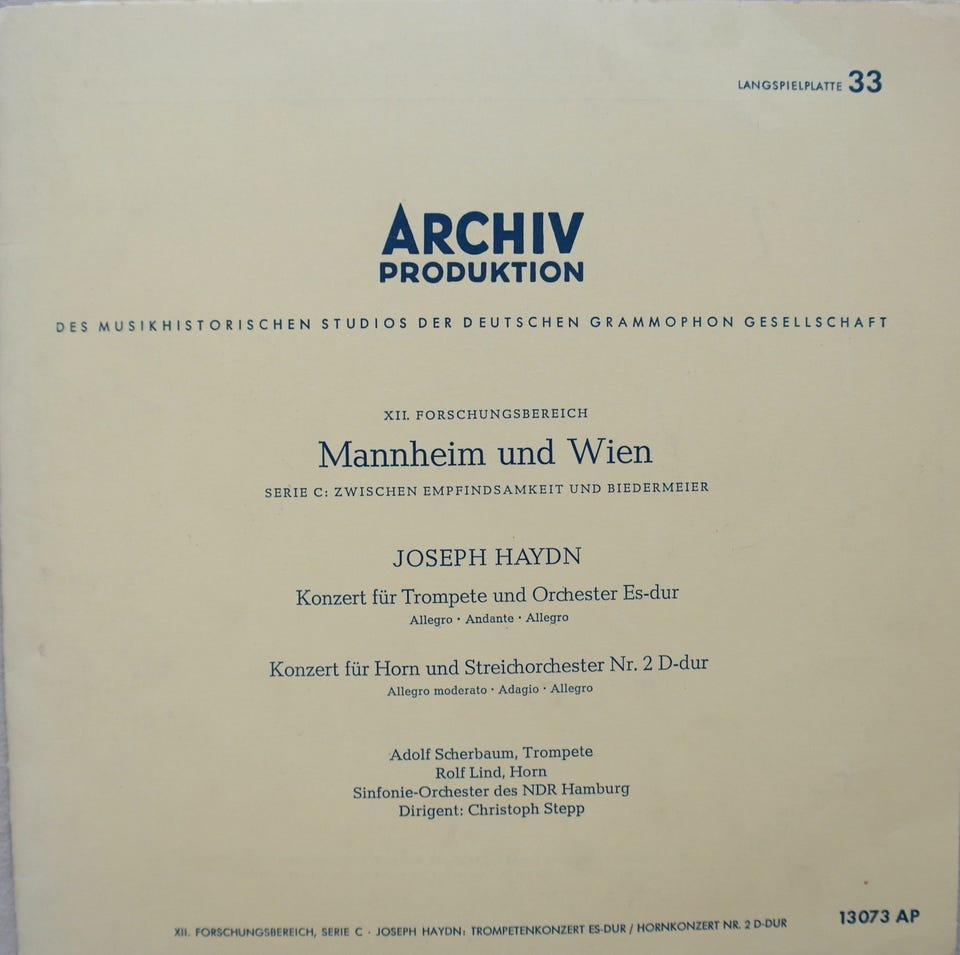 LANGSPIELPLATTE 33
ARCHIV
PRODUKTION
DES MUSIKHISTORISCHEN STUDIOS DER DEUTSCHEN GRAMMOPHON GESELLSCHAFT
XII. FORSCHUNGSBEREICH
Mannheim und Wien
SERIE C: ZWISCHEN EMPFINDSAMKEIT UND BIEDERMEIER
JOSEPH HAYDN
Konzert für Trompete und Orchester Es-dur
Allegro · Andante · Allegro
Konzert für Horn und Streichorchester Nr. 2 D-dur
Allegro moderato · Adagio · Allegro
Adolf Scherbaum, Trompete
Rolf Lind, Horn
Sinfonie-Orchester des NDR Hamburg
Dirigent: Christoph Stepp
XII. FORSCHUNGSBEREICH, SERIE C · JOSEPH HAYDN: TROMPETENKONZERT ES-DUR / HORNKONZERT NR. 2 D-DUR
13073 AP